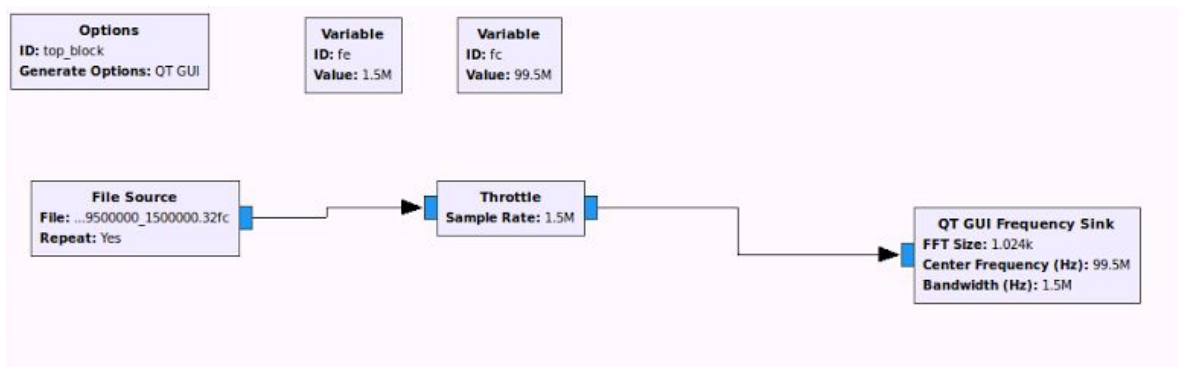 Options
ID: top_block
Generate Options: QT GUI
Variable
ID: fe
Value: 1.5M
Variable
ID: fc
Value: 99.5M
File Source
File: ...9500000_1500000.32fc
Repeat: Yes
Throttle
Sample Rate: 1.5M
QT GUI Frequency Sink
FFT Size: 1.024k
Center Frequency (Hz): 99.5M
Bandwidth (Hz): 1.5M